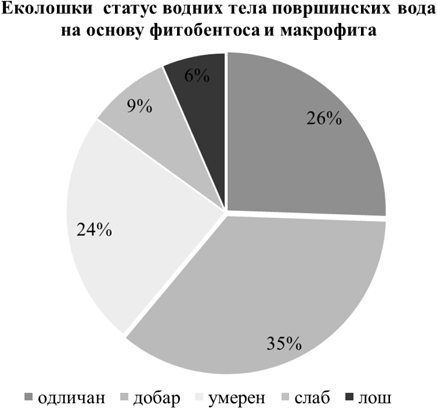 Еколошки статус водних тела површинских вода
на основу фитобентоса и макрофита
6%
9%
26%
24%
35%
одличан добар умерен слаб лош